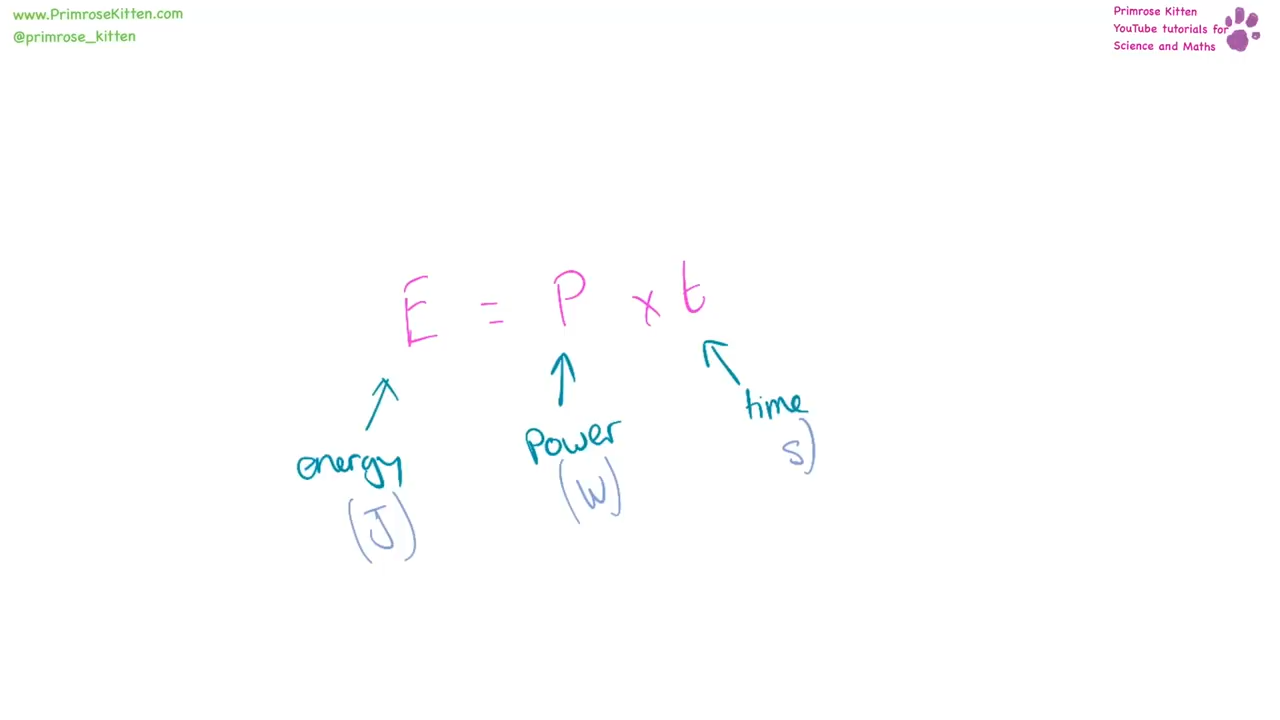 www.PrimroseKitten.com
@primrose_kitten
Primrose Kitten
YouTube tutorials for
Science and Maths
E = P x t
energy
(J)
Power
(W)
time
s)